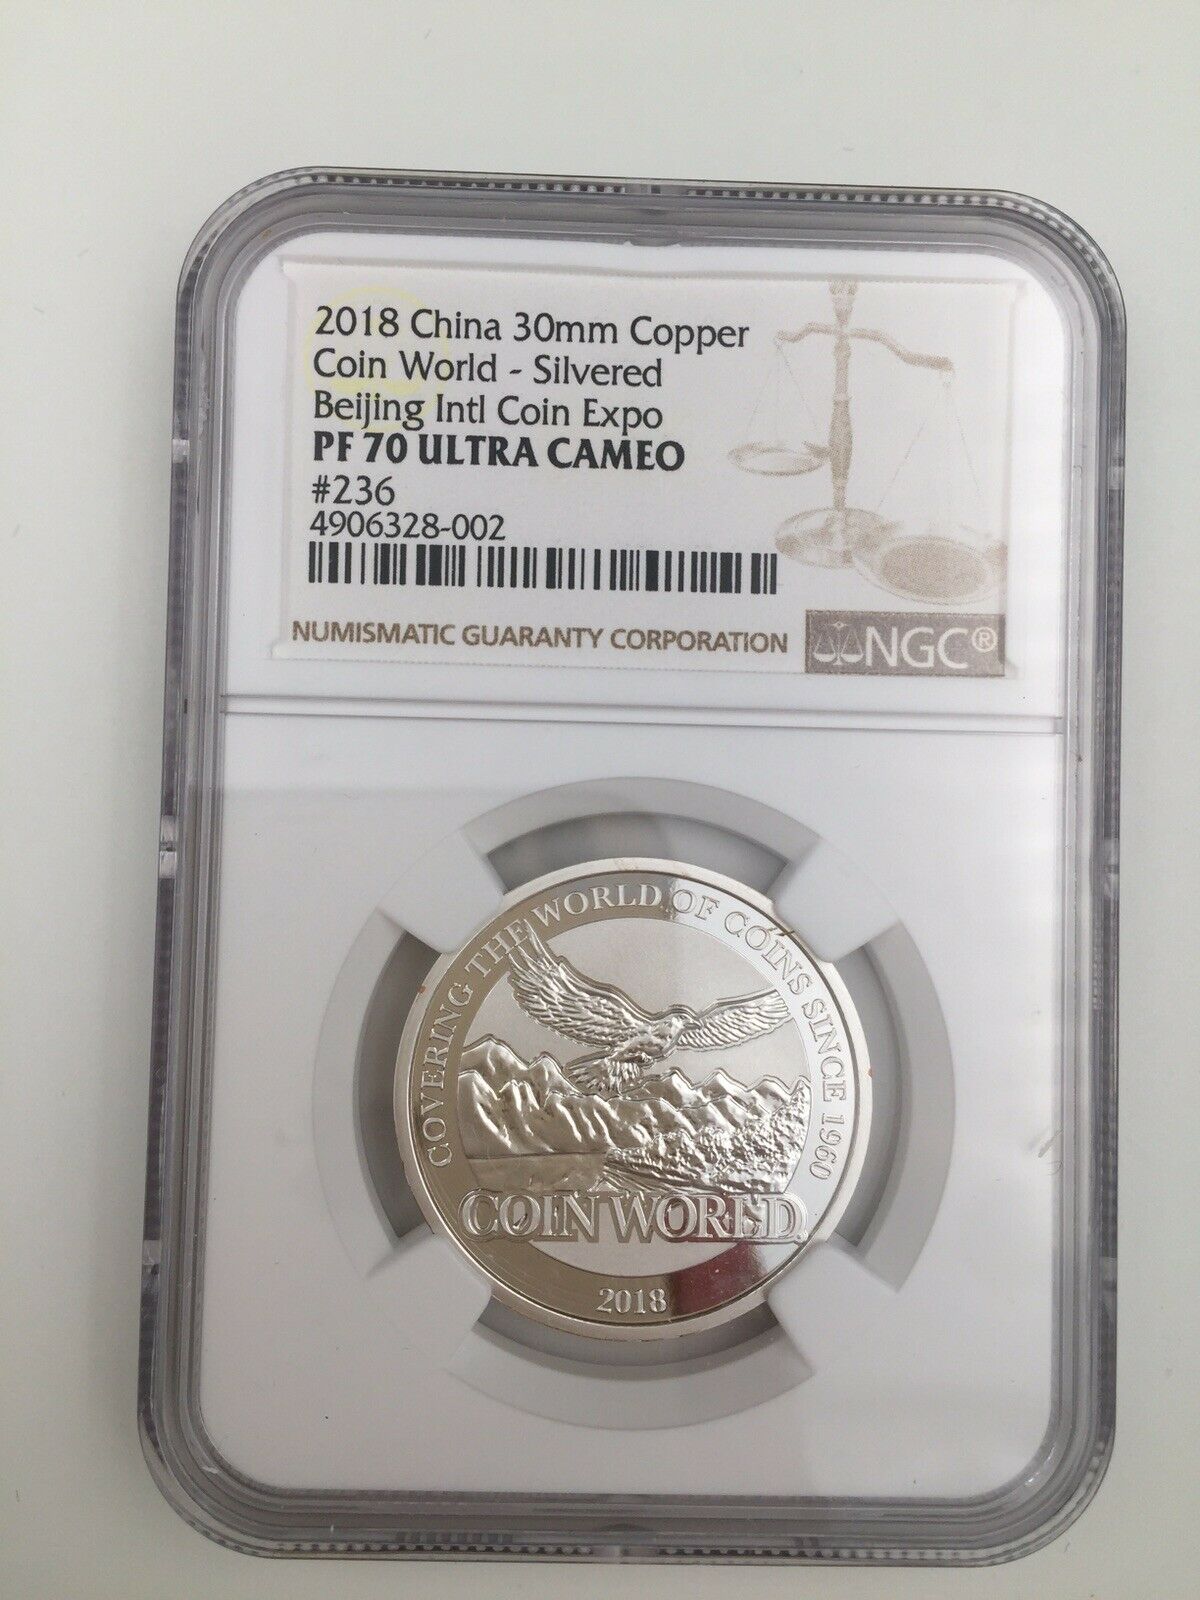 2018 China 30mm Copper
Coin World - Silvered
Beijing Intl Coin Expo
PF 70 ULTRA CAMEO
#236
4906328-002
NUMISMATIC GUARANTY CORPORATION
NGC®
COVERING THE WORLD OF COINS SINCE 1960
COIN WORLD
2018